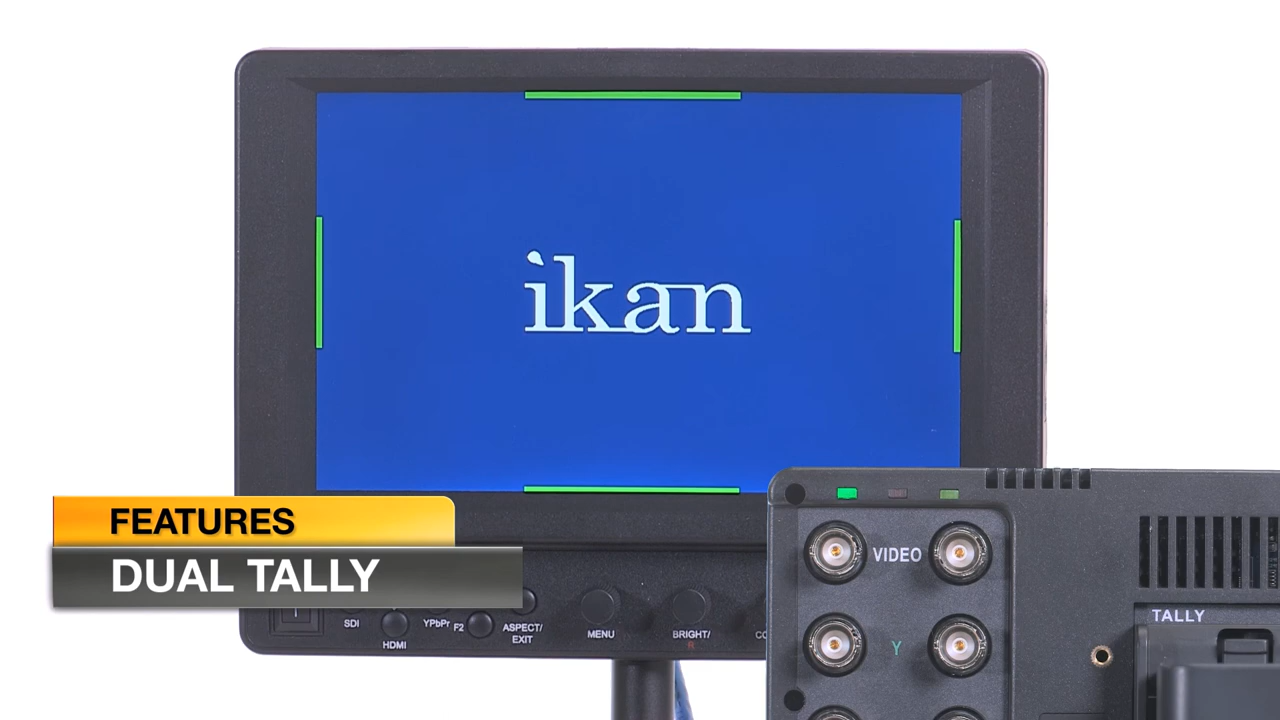 ikan
FEATURES
DUAL TALLY
SDI
HDMI
YPbPr
F2
ASPECT/
EXIT
MENU
BRIGHT/
R
VIDEO
Y
TALLY